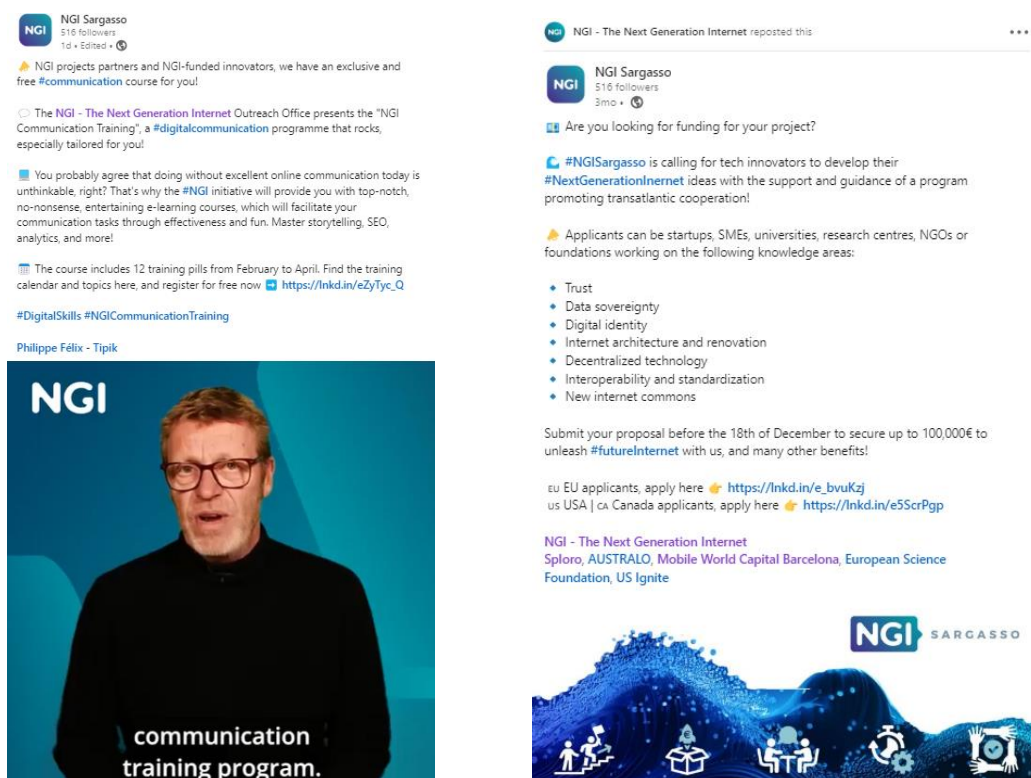 NGI
NGI Sargasso
516 followers
1d • Edited •
NGI projects partners and NGI-funded innovators, we have an exclusive and
free #communication course for you!
The NGI - The Next Generation Internet Outreach Office presents the "NGI
Communication Training", a #digitalcommunication programme that rocks,
especially tailored for you!
You probably agree that doing without excellent online communication today is
unthinkable, right? That's why the #NGI initiative will provide you with top-notch,
no-nonsense, entertaining e-learning courses, which will facilitate your
communication tasks through effectiveness and fun. Master storytelling, SEO,
analytics, and more!
The course includes 12 training pills from February to April. Find the training
calendar and topics here, and register for free now https://lnkd.in/eZyTyc_Q
#DigitalSkills #NGICommunicationTraining
Philippe Félix - Tipik
NGI
communication
training program.
NGI
NGI - The Next Generation Internet reposted this
NGI
NGI Sargasso
516 followers
3mo •
Are you looking for funding for your project?
#NGISargasso is calling for tech innovators to develop their
#NextGenerationInernet ideas with the support and guidance of a program
promoting transatlantic cooperation!
Applicants can be startups, SMEs, universities, research centres, NGOs or
foundations working on the following knowledge areas:
Trust
Data sovereignty
Digital identity
Internet architecture and renovation
Decentralized technology
Interoperability and standardization
New internet commons
Submit your proposal before the 18th of December to secure up to 100,000€ to
unleash #futureInternet with us, and many other benefits!
EU EU applicants, apply here https://lnkd.in/e_bvuKzj
US USA | CA Canada applicants, apply here https://lnkd.in/e5ScrPgp
NGI - The Next Generation Internet
Sploro, AUSTRALO, Mobile World Capital Barcelona, European Science
Foundation, US Ignite
NGI SARGASSO